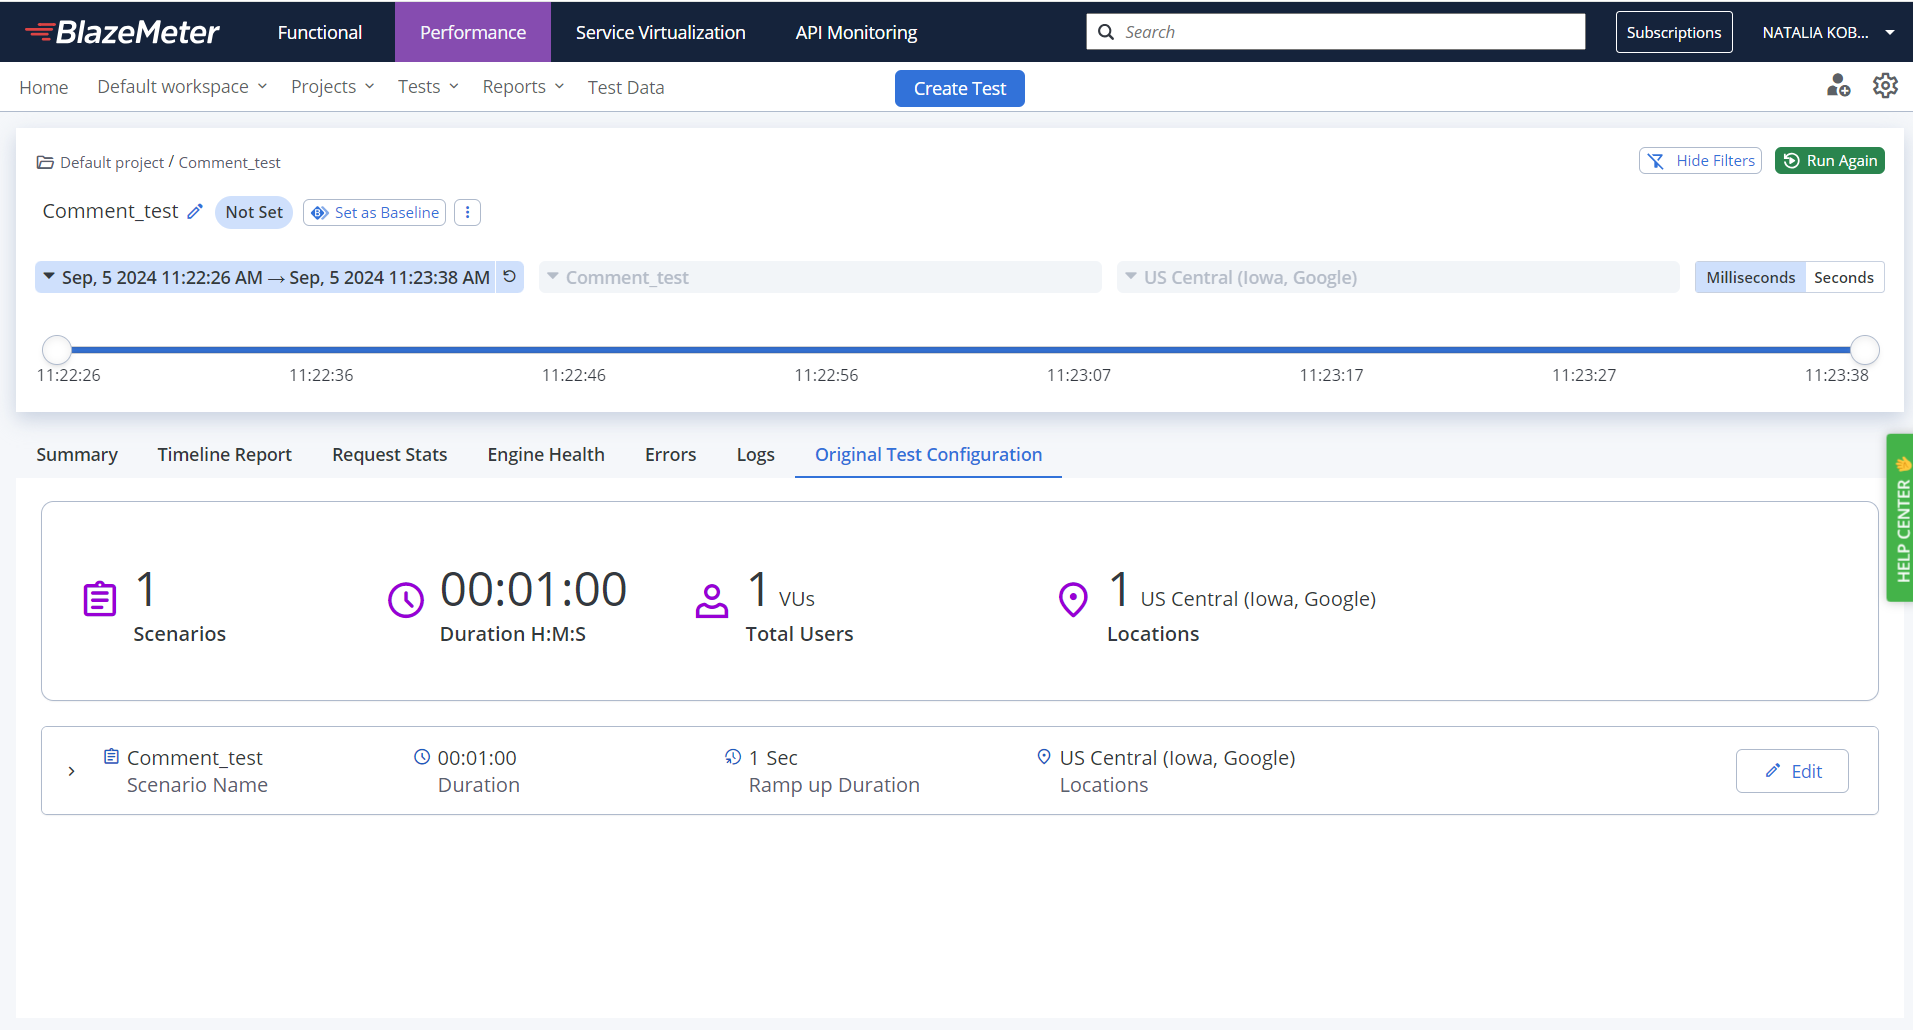 BlazeMeter Functional Performance Service Virtualization API Monitoring Search Subscriptions NATALIA KOB...
Home Default workspace Projects Tests Reports Test Data Create Test
Default project / Comment_test Hide Filters Run Again
Comment_test Not Set Set as Baseline
Sep, 5 2024 11:22:26 AM → Sep, 5 2024 11:23:38 AM Comment_test US Central (Iowa, Google) Milliseconds Seconds
11:22:26 11:22:36 11:22:46 11:22:56 11:23:07 11:23:17 11:23:27 11:23:38
Summary Timeline Report Request Stats Engine Health Errors Logs Original Test Configuration
HELP CENTER
1 00:01:00 1 VUs 1 US Central (Iowa, Google)
Scenarios Duration H:M:S Total Users Locations
Comment_test 00:01:00 1 Sec US Central (Iowa, Google) Edit
Scenario Name Duration Ramp up Duration Locations